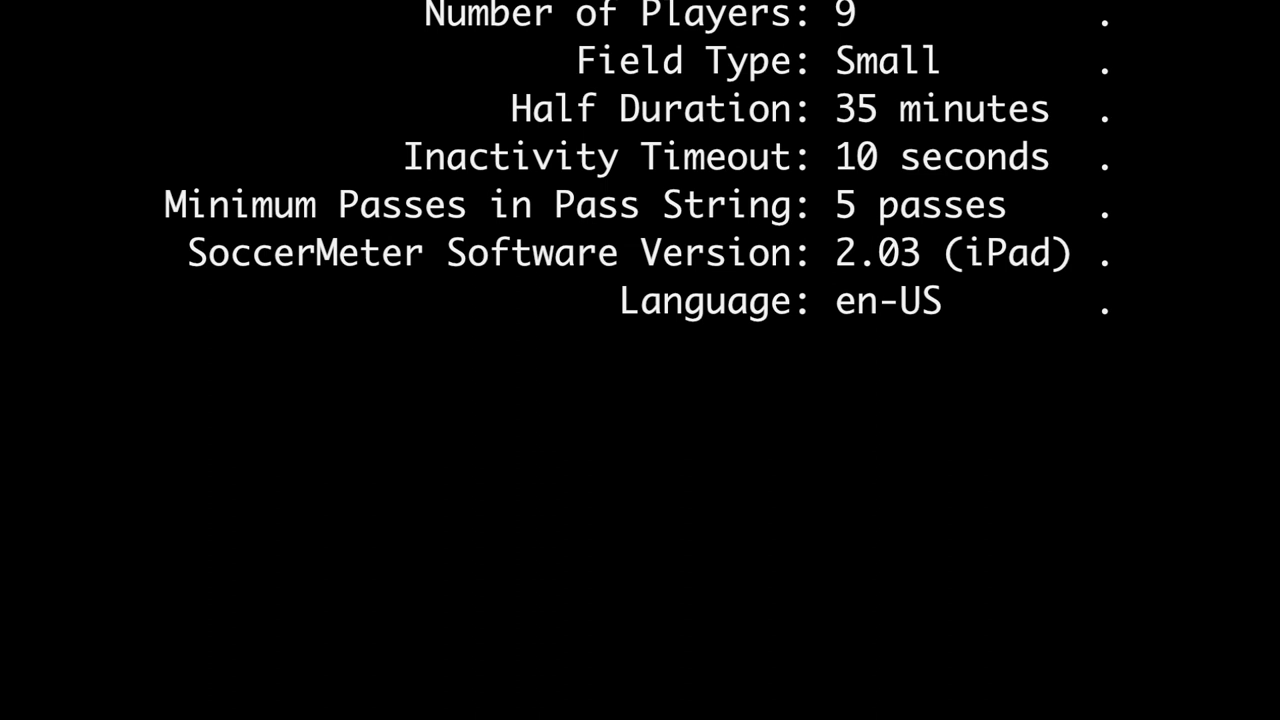 Number of Players: 9 .
Field Type: Small .
Half Duration: 35 minutes .
Inactivity Timeout: 10 seconds .
Minimum Passes in Pass String: 5 passes .
SoccerMeter Software Version: 2.03 (iPad) .
Language: en-US .